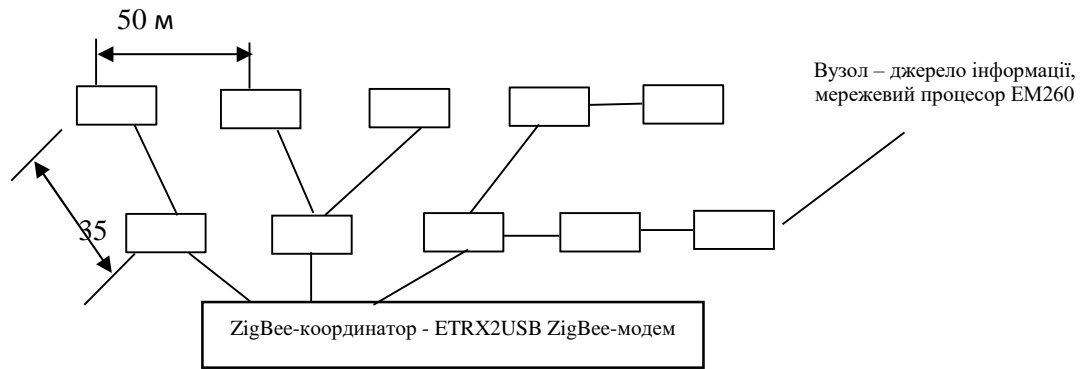 50 м
Вузол – джерело інформації,
мережевий процесор EM260
35
ZigBee-координатор - ETRX2USB ZigBee-модем